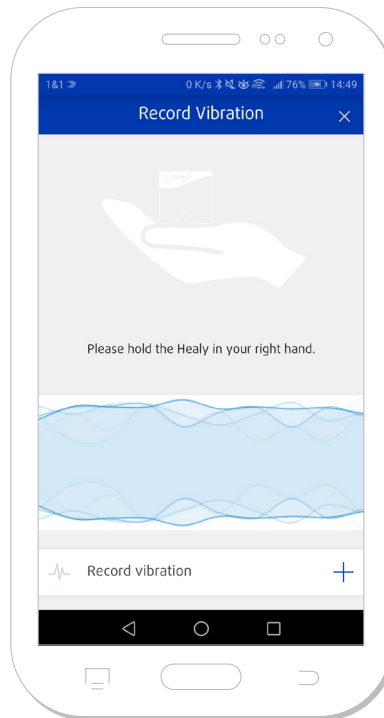 1&1
0 K/s 76% 14:49
Record Vibration
Please hold the Healy in your right hand.
Record vibration